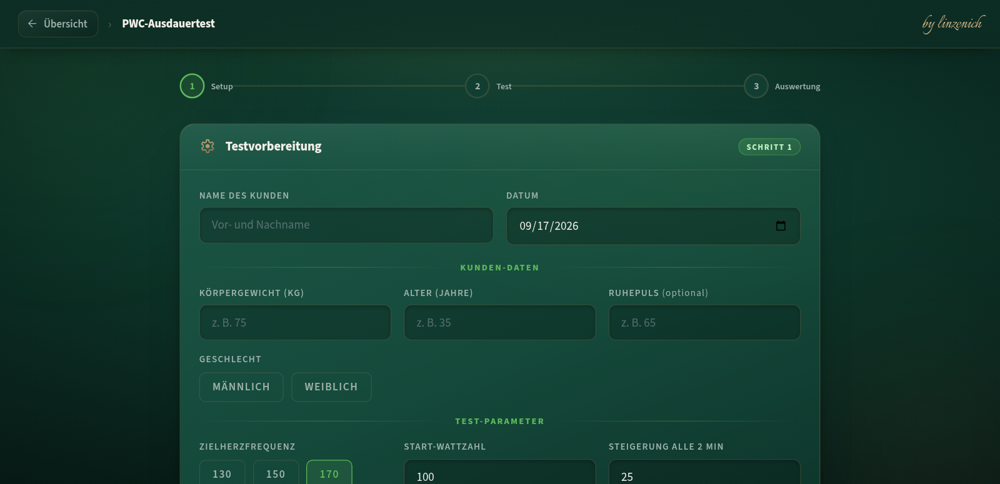 ← Übersicht › PWC-Ausdauertest
by linzenich
1 Setup 2 Test 3 Auswertung
Testvorbereitung SCHRITT 1
NAME DES KUNDEN DATUM
Vor- und Nachname 09/17/2026
KUNDEN-DATEN
KÖRPERGEWICHT (KG) ALTER (JAHRE) RUHEPULS (optional)
z. B. 75 z. B. 35 z. B. 65
GESCHLECHT
MÄNNLICH WEIBLICH
TEST-PARAMETER
ZIELHERZFREQUENZ START-WATTZAHL STEIGERUNG ALLE 2 MIN
130 150 170 100 25